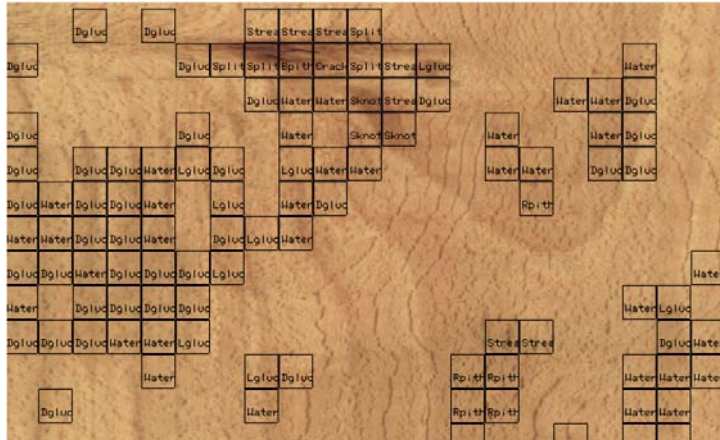 Dgluc Dgluc Strea Strea Strea Split
Dgluc Dgluc Split Split Bpith Crack Split Strea Lgluc Water
Dgluc Water Water Sknot Strea Dgluc Water Water Dgluc
Dgluc Dgluc Water Sknot Sknot Water Water Dgluc
Dgluc Dgluc Dgluc Water Lgluc Dgluc Lgluc Water Water Water Water Dgluc Dgluc
Dgluc Water Dgluc Dgluc Water Lgluc Water Dgluc Rpith
Water Water Dgluc Dgluc Water Dgluc Lgluc Water
Dgluc Dgluc Water Dgluc Dgluc Dgluc Lgluc Water
Water Dgluc Dgluc Dgluc Dgluc Water Lgluc
Dgluc Dgluc Dgluc Water Water Lgluc Strea Strea Dgluc Water
Water Lgluc Dgluc Rpith Rpith Water Water Water
Dgluc Water Rpith Rpith Water Water